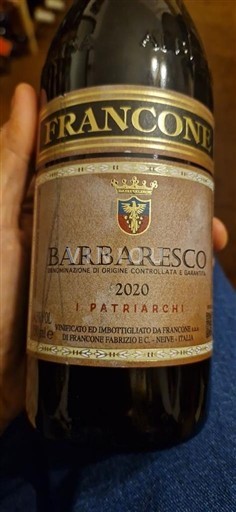 FRANCONE
BARBARESCO
DENOMINAZIONE DI ORIGINE CONTROLLATA E GARANTITA
2020
I PATRIARCHI
VINIFICATO ED IMBOTTIGLIATO DA FRANCONE s.a.s.
DI FRANCONE FABRIZIO E C. - NEIVE - ITALIA